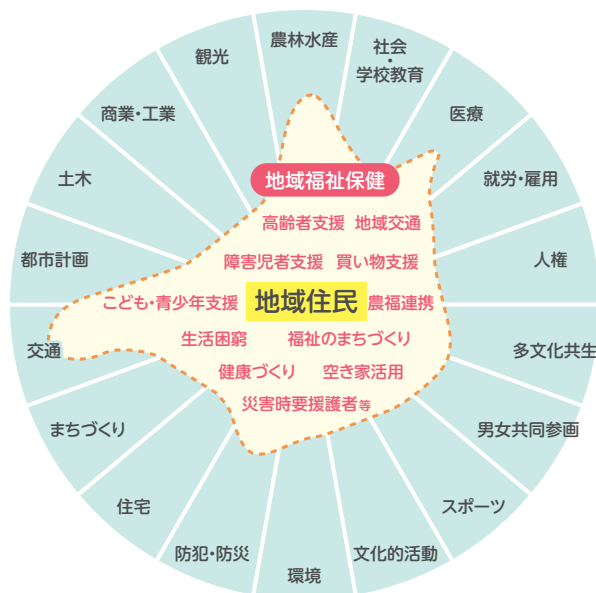 農林水産
社会
・
学校教育
医療
就労・雇用
人権
多文化共生
男女共同参画
スポーツ
文化的活動
環境
防犯・防災
住宅
まちづくり
交通
都市計画
土木
商業・工業
観光
地域福祉保健
高齢者支援 地域交通
障害児者支援 買い物支援
こども・青少年支援 地域住民 農福連携
生活困窮 福祉のまちづくり
健康づくり 空き家活用
災害時要援護者等